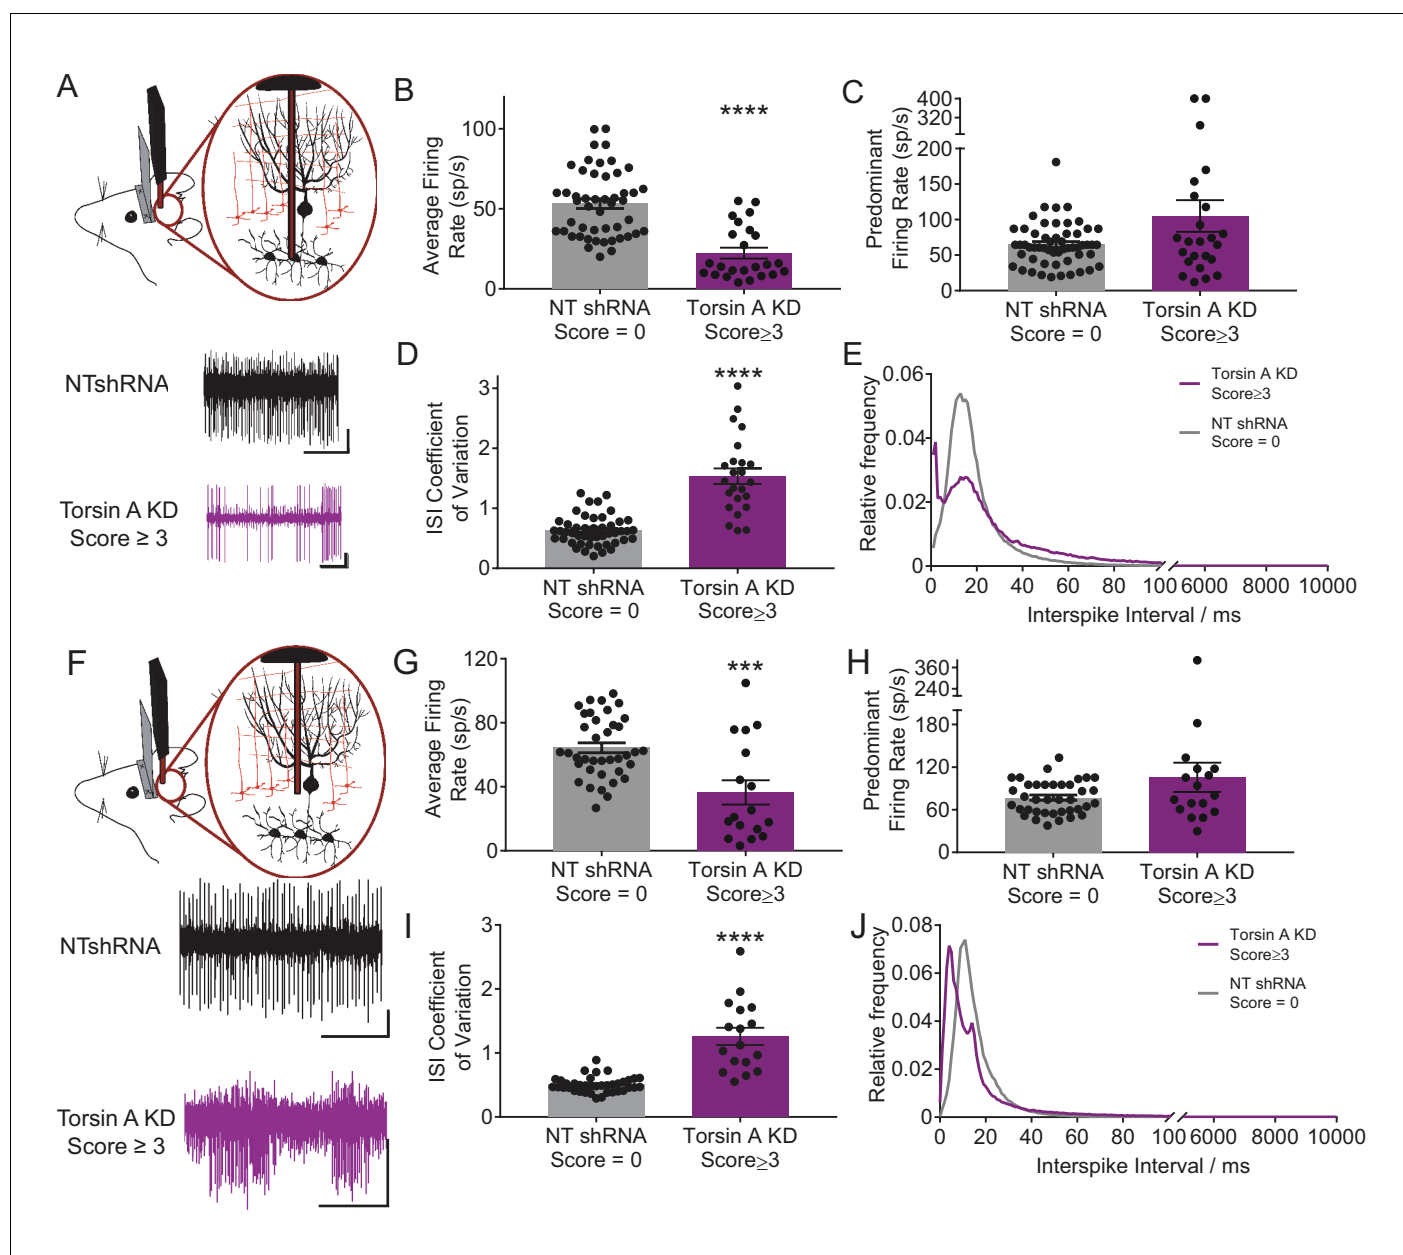 A
NTshRNA
Torsin A KD
Score ≥ 3
B
Average Firing
Rate (sp/s)
100
50
0
****
NT shRNA
Score = 0
Torsin A KD
Score≥3
C
Predominant
Firing Rate (sp/s)
400
320
200
150
100
50
0
NT shRNA
Score = 0
Torsin A KD
Score≥3
D
ISI Coefficient
of Variation
3
2
1
0
****
NT shRNA
Score = 0
Torsin A KD
Score≥3
E
Relative frequency
0.06
0.04
0.02
0
0 20 40 60 80 100 6000 8000 10000
Interspike Interval / ms
Torsin A KD
Score≥3
NT shRNA
Score = 0
F
NTshRNA
Torsin A KD
Score ≥ 3
G
Average Firing
Rate (sp/s)
120
80
40
0
***
NT shRNA
Score = 0
Torsin A KD
Score≥3
H
Predominant
Firing Rate (sp/s)
360
240
180
120
60
0
NT shRNA
Score = 0
Torsin A KD
Score≥3
I
ISI Coefficient
of Variation
3
2
1
0
****
NT shRNA
Score = 0
Torsin A KD
Score≥3
J
Relative frequency
0.08
0.06
0.04
0.02
0
0 20 40 60 80 100 6000 8000 10000
Interspike Interval / ms
Torsin A KD
Score≥3
NT shRNA
Score = 0